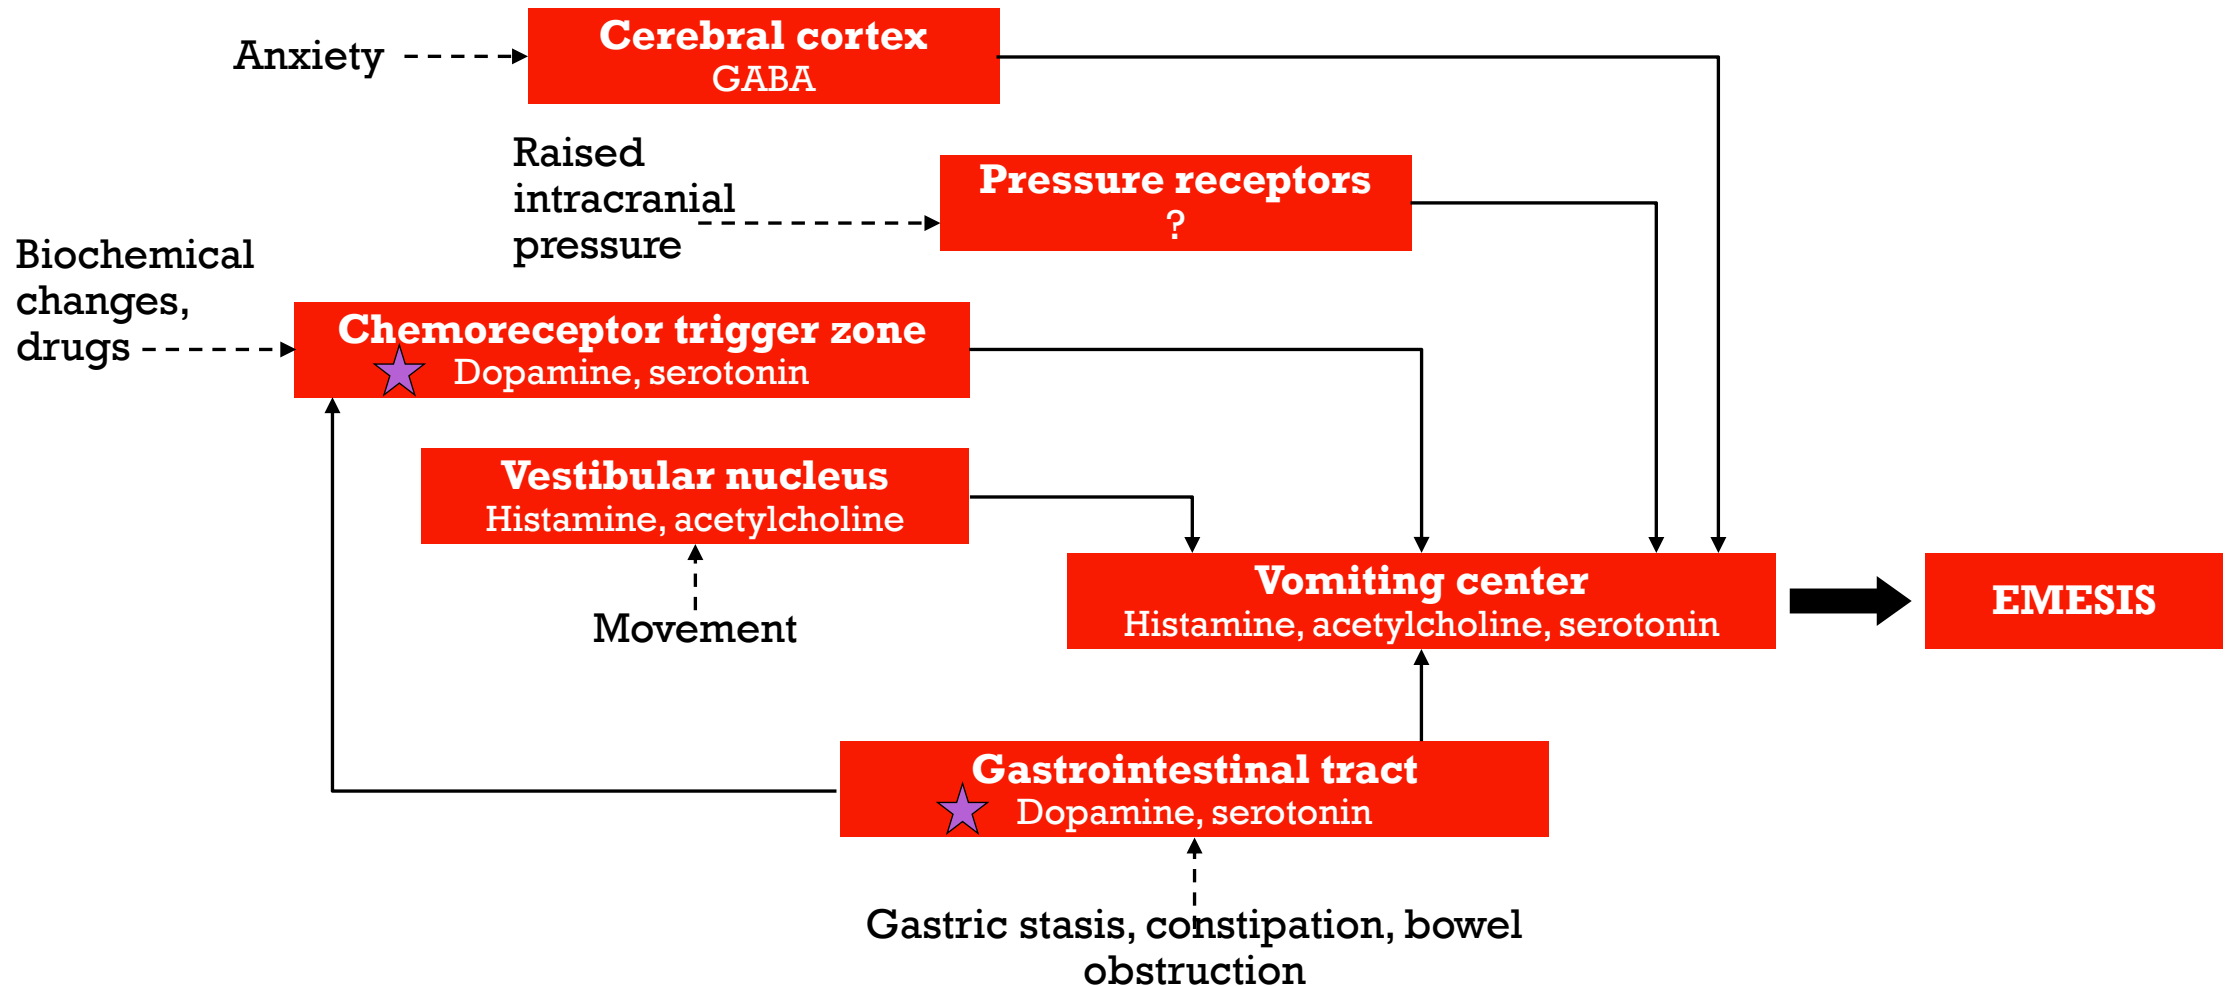 Anxiety
Cerebral cortex
GABA
Raised
intracranial
pressure
Pressure receptors
?
Biochemical
changes,
drugs
Chemoreceptor trigger zone
Dopamine, serotonin
Vestibular nucleus
Histamine, acetylcholine
Movement
Vomiting center
Histamine, acetylcholine, serotonin
EMESIS
Gastrointestinal tract
Dopamine, serotonin
Gastric stasis, constipation, bowel
obstruction